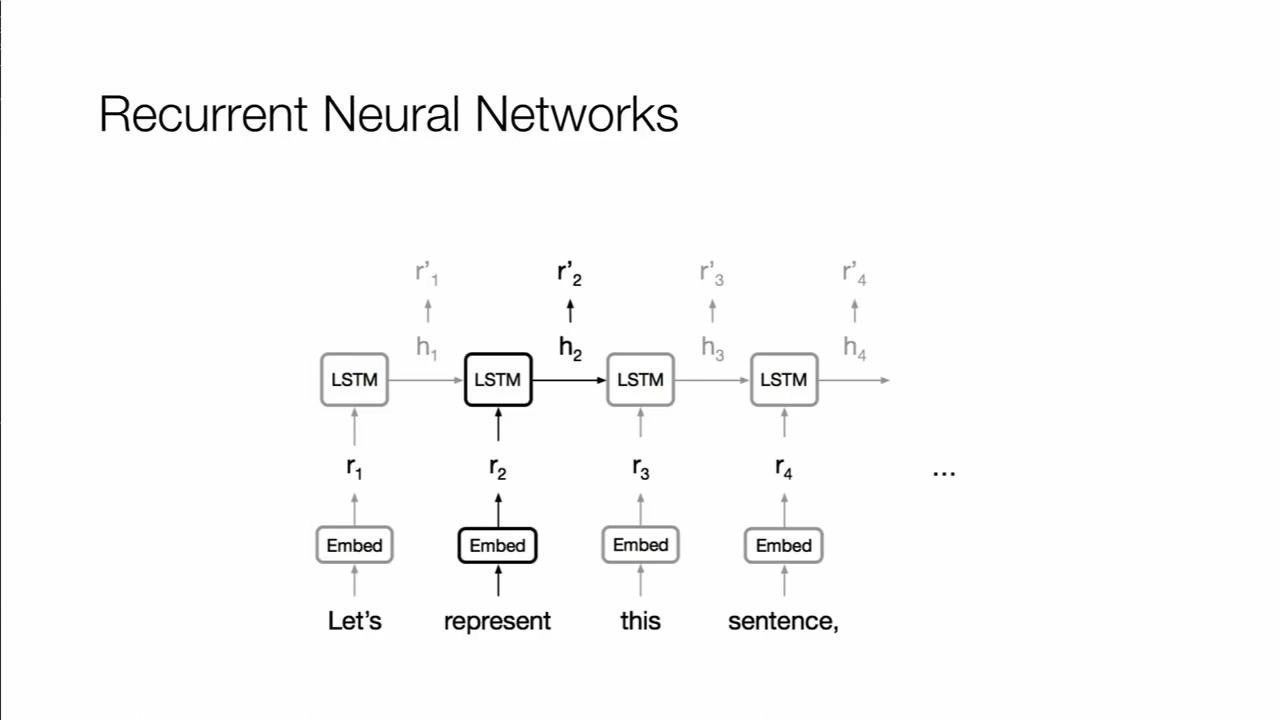 Recurrent Neural Networks
r'₁ r'₂ r'₃ r'₄
h₁ h₂ h₃ h₄
LSTM LSTM LSTM LSTM
r₁ r₂ r₃ r₄ ...
Embed Embed Embed Embed
Let's represent this sentence,